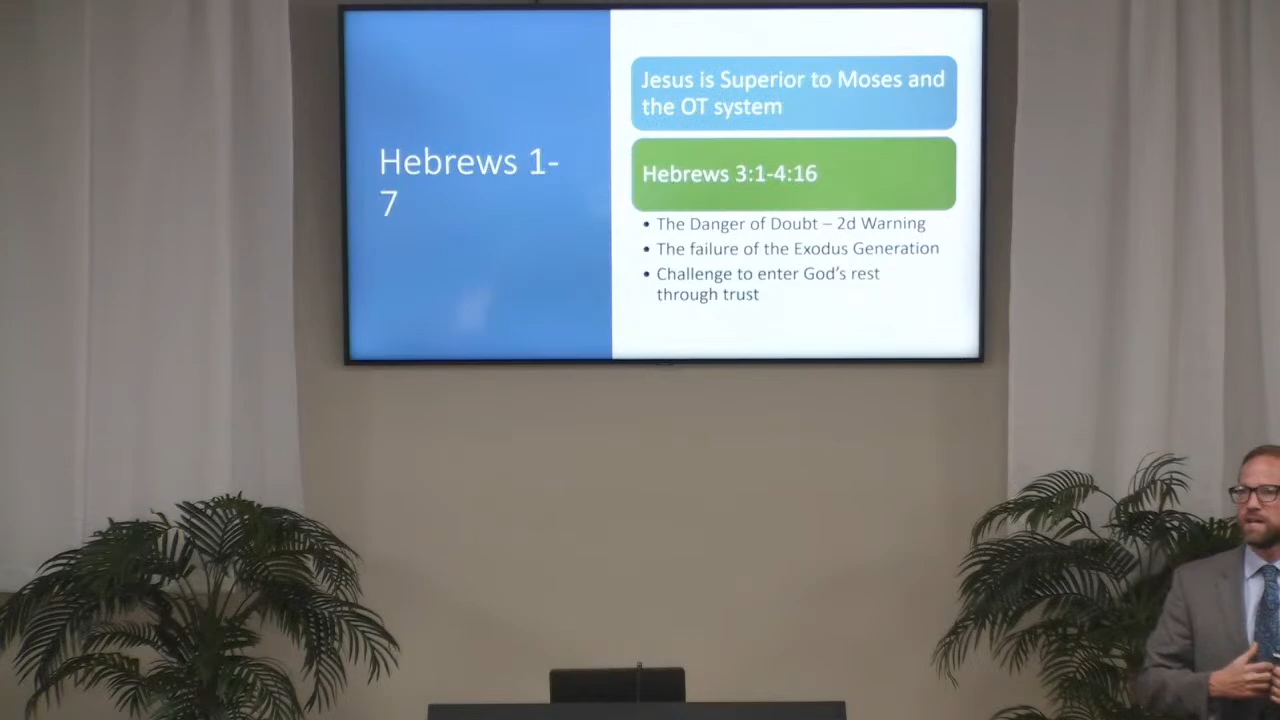 Hebrews 1-
7
Jesus is Superior to Moses and
the OT system
Hebrews 3:1-4:16
• The Danger of Doubt – 2d Warning
• The failure of the Exodus Generation
• Challenge to enter God's rest
through trust